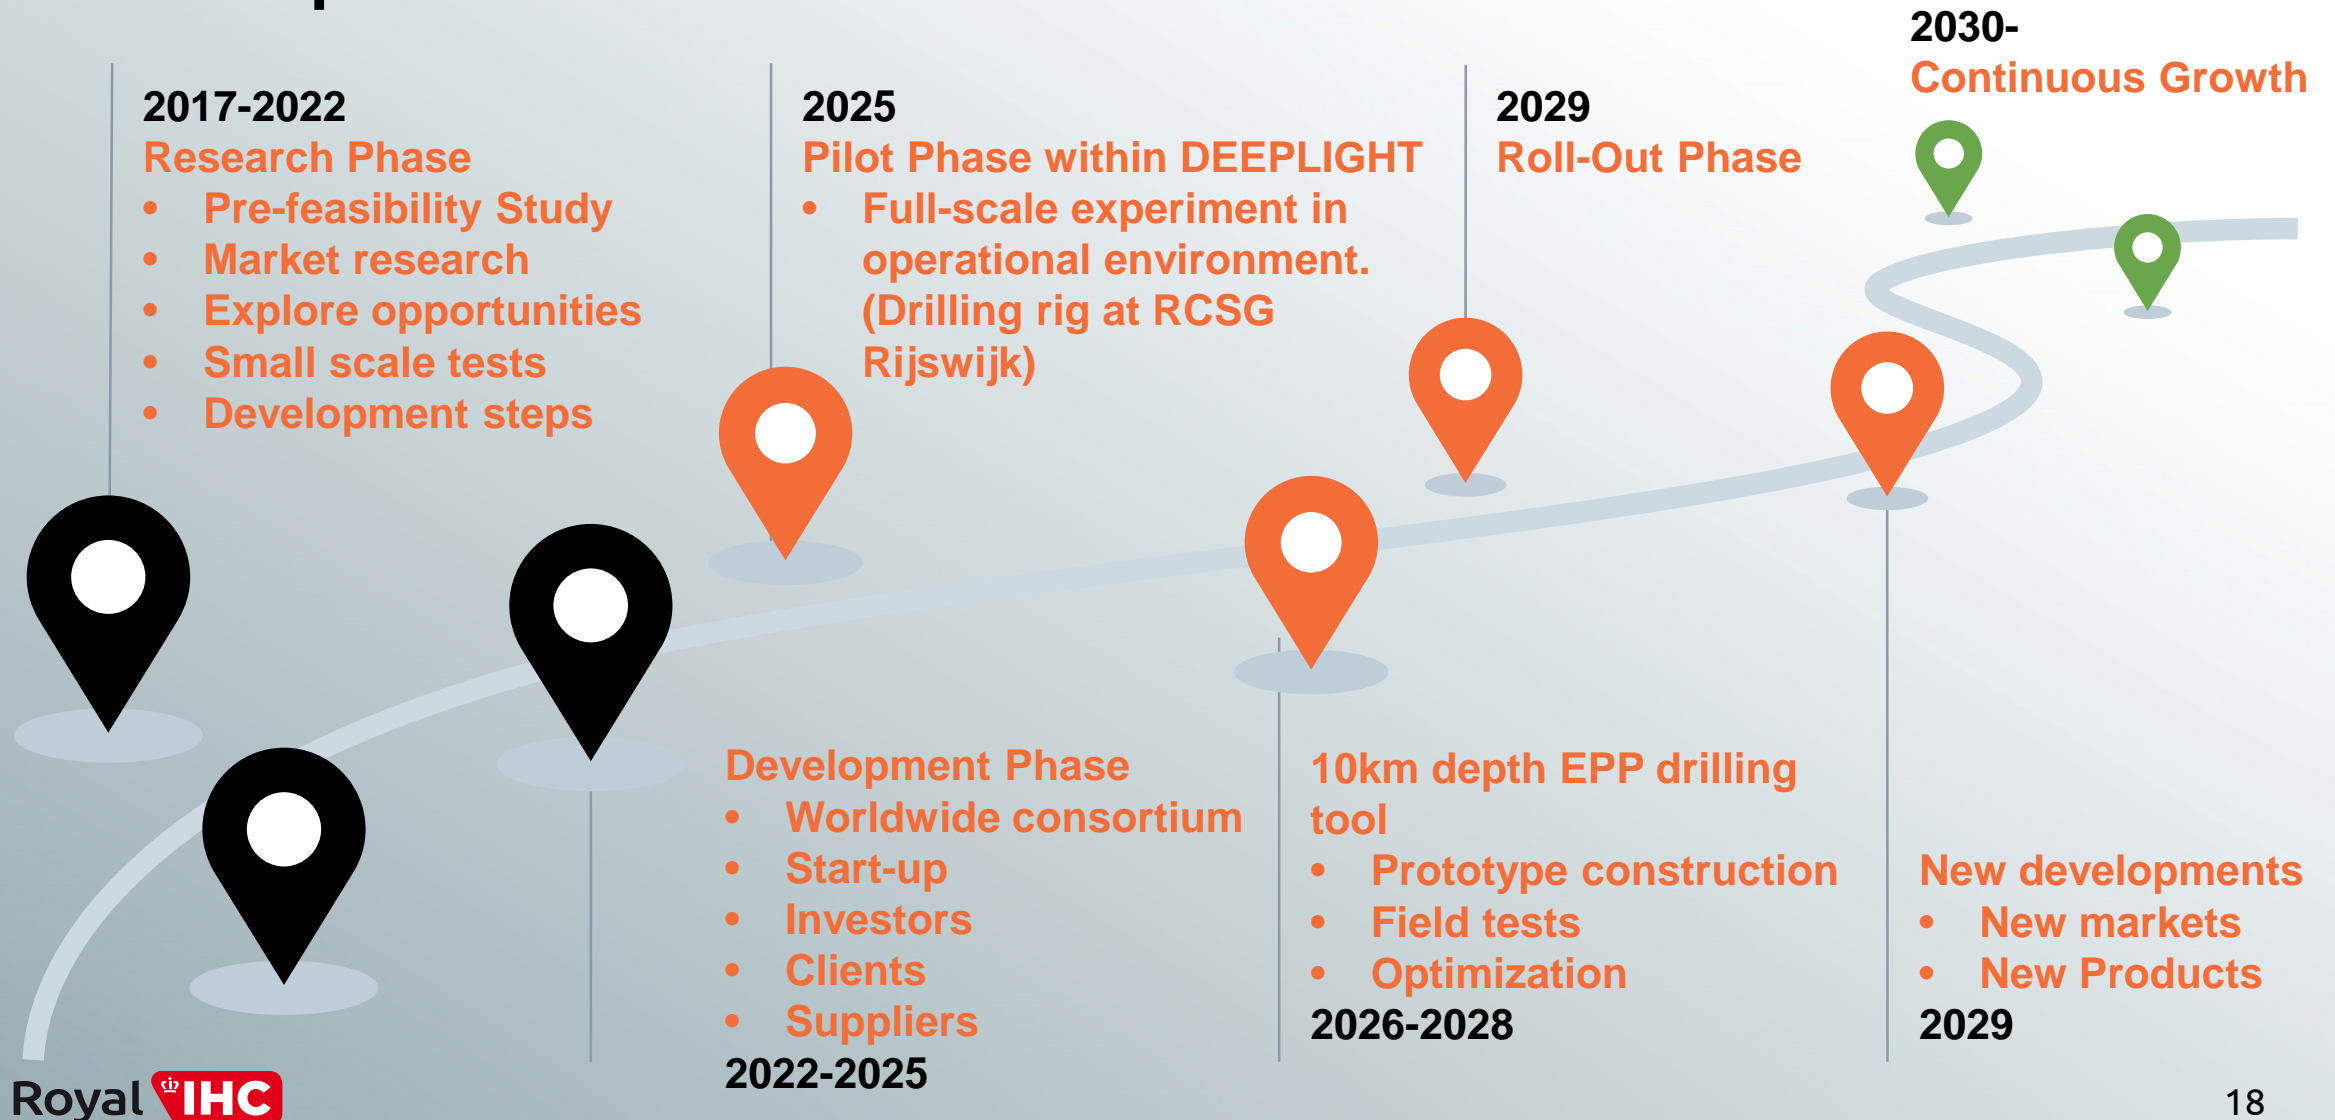 2017-2022
Research Phase
• Pre-feasibility Study
• Market research
• Explore opportunities
• Small scale tests
• Development steps
2025
Pilot Phase within DEEPLIGHT
• Full-scale experiment in
operational environment.
(Drilling rig at RCSG
Rijswijk)
2029
Roll-Out Phase
2030-
Continuous Growth
Development Phase
• Worldwide consortium
• Start-up
• Investors
• Clients
• Suppliers
2022-2025
10km depth EPP drilling
tool
• Prototype construction
• Field tests
• Optimization
2026-2028
New developments
• New markets
• New Products
2029
Royal IHC
18